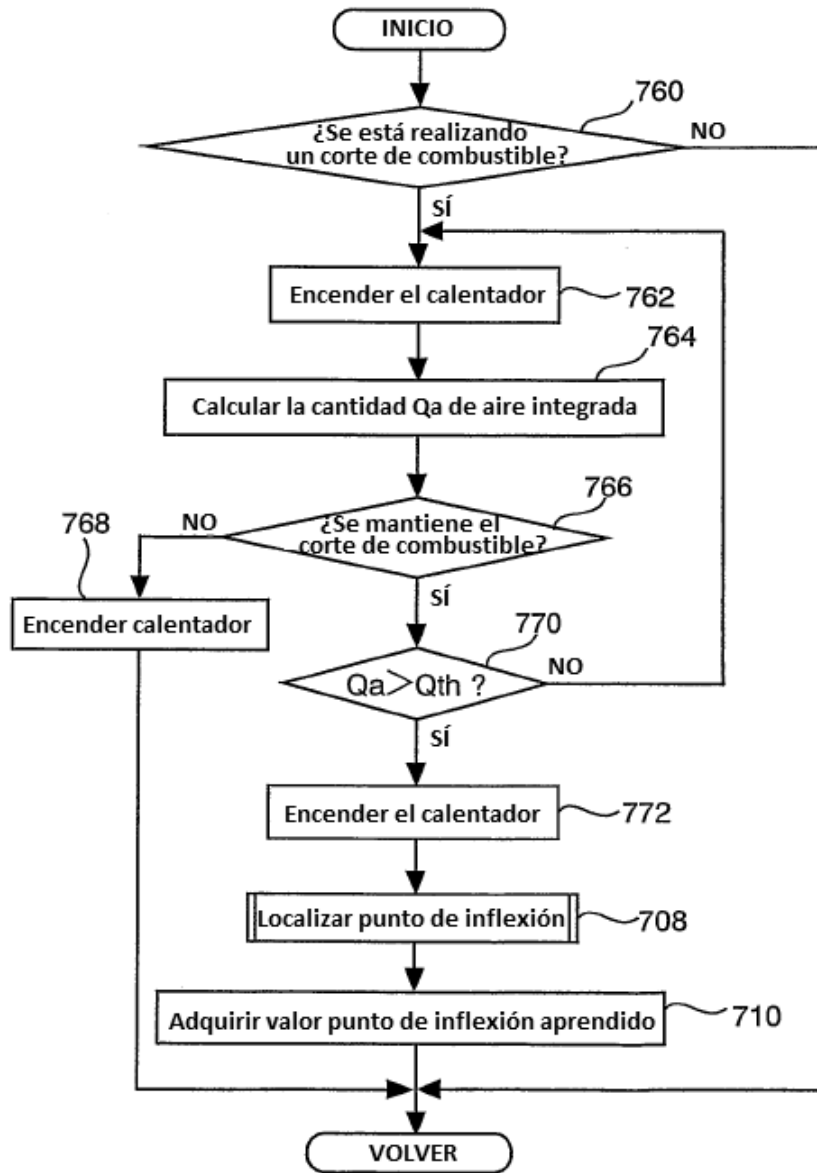 INICIO
760
¿Se está realizando
un corte de combustible?
NO
SÍ
Encender el calentador
762
764
Calcular la cantidad Qa de aire integrada
766
768
NO
¿Se mantiene el
corte de combustible?
SÍ
Encender calentador
770
Qa>Qth ?
NO
SÍ
Encender el calentador
772
Localizar punto de inflexión
708
Adquirir valor punto de inflexión aprendido
710
VOLVER